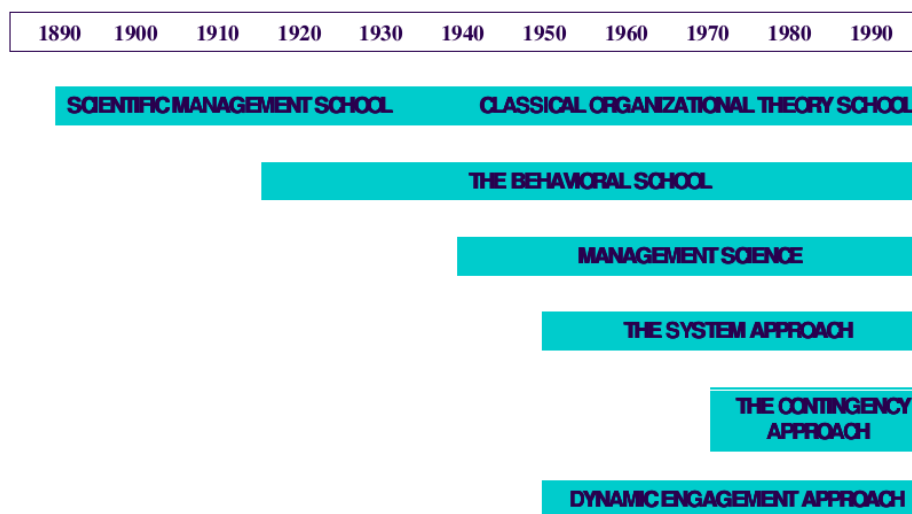 1890 1900 1910 1920 1930 1940 1950 1960 1970 1980 1990
SCIENTIFIC MANAGEMENT SCHOOL CLASSICAL ORGANIZATIONAL THEORY SCHOOL
THE BEHAVIORAL SCHOOL
MANAGEMENT SCIENCE
THE SYSTEM APPROACH
THE CONTINGENCY
APPROACH
DYNAMIC ENGAGEMENT APPROACH